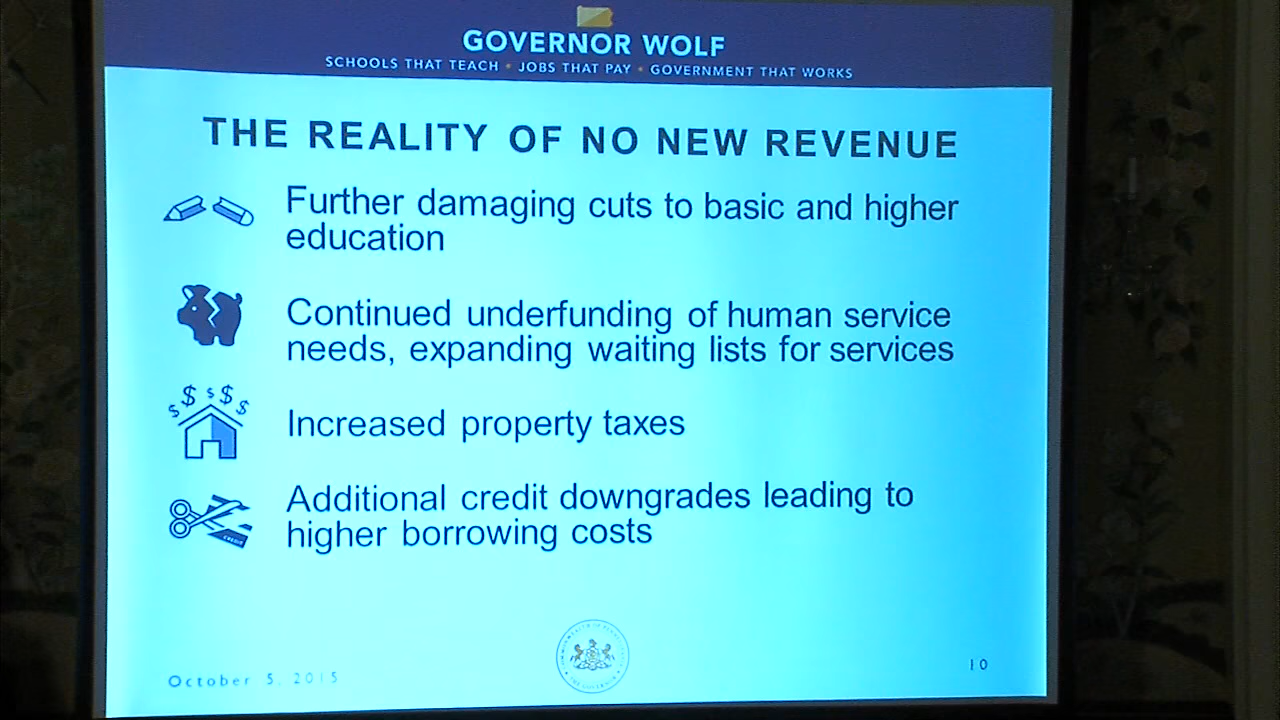 GOVERNOR WOLF
SCHOOLS THAT TEACH • JOBS THAT PAY • GOVERNMENT THAT WORKS
THE REALITY OF NO NEW REVENUE
Further damaging cuts to basic and higher
education
Continued underfunding of human service
needs, expanding waiting lists for services
$ $ $ $ $
Increased property taxes
Additional credit downgrades leading to
higher borrowing costs
CREDIT
October 5, 2015
10